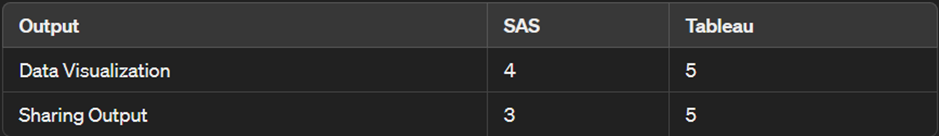 Output SAS Tableau
Data Visualization 4 5
Sharing Output 3 5